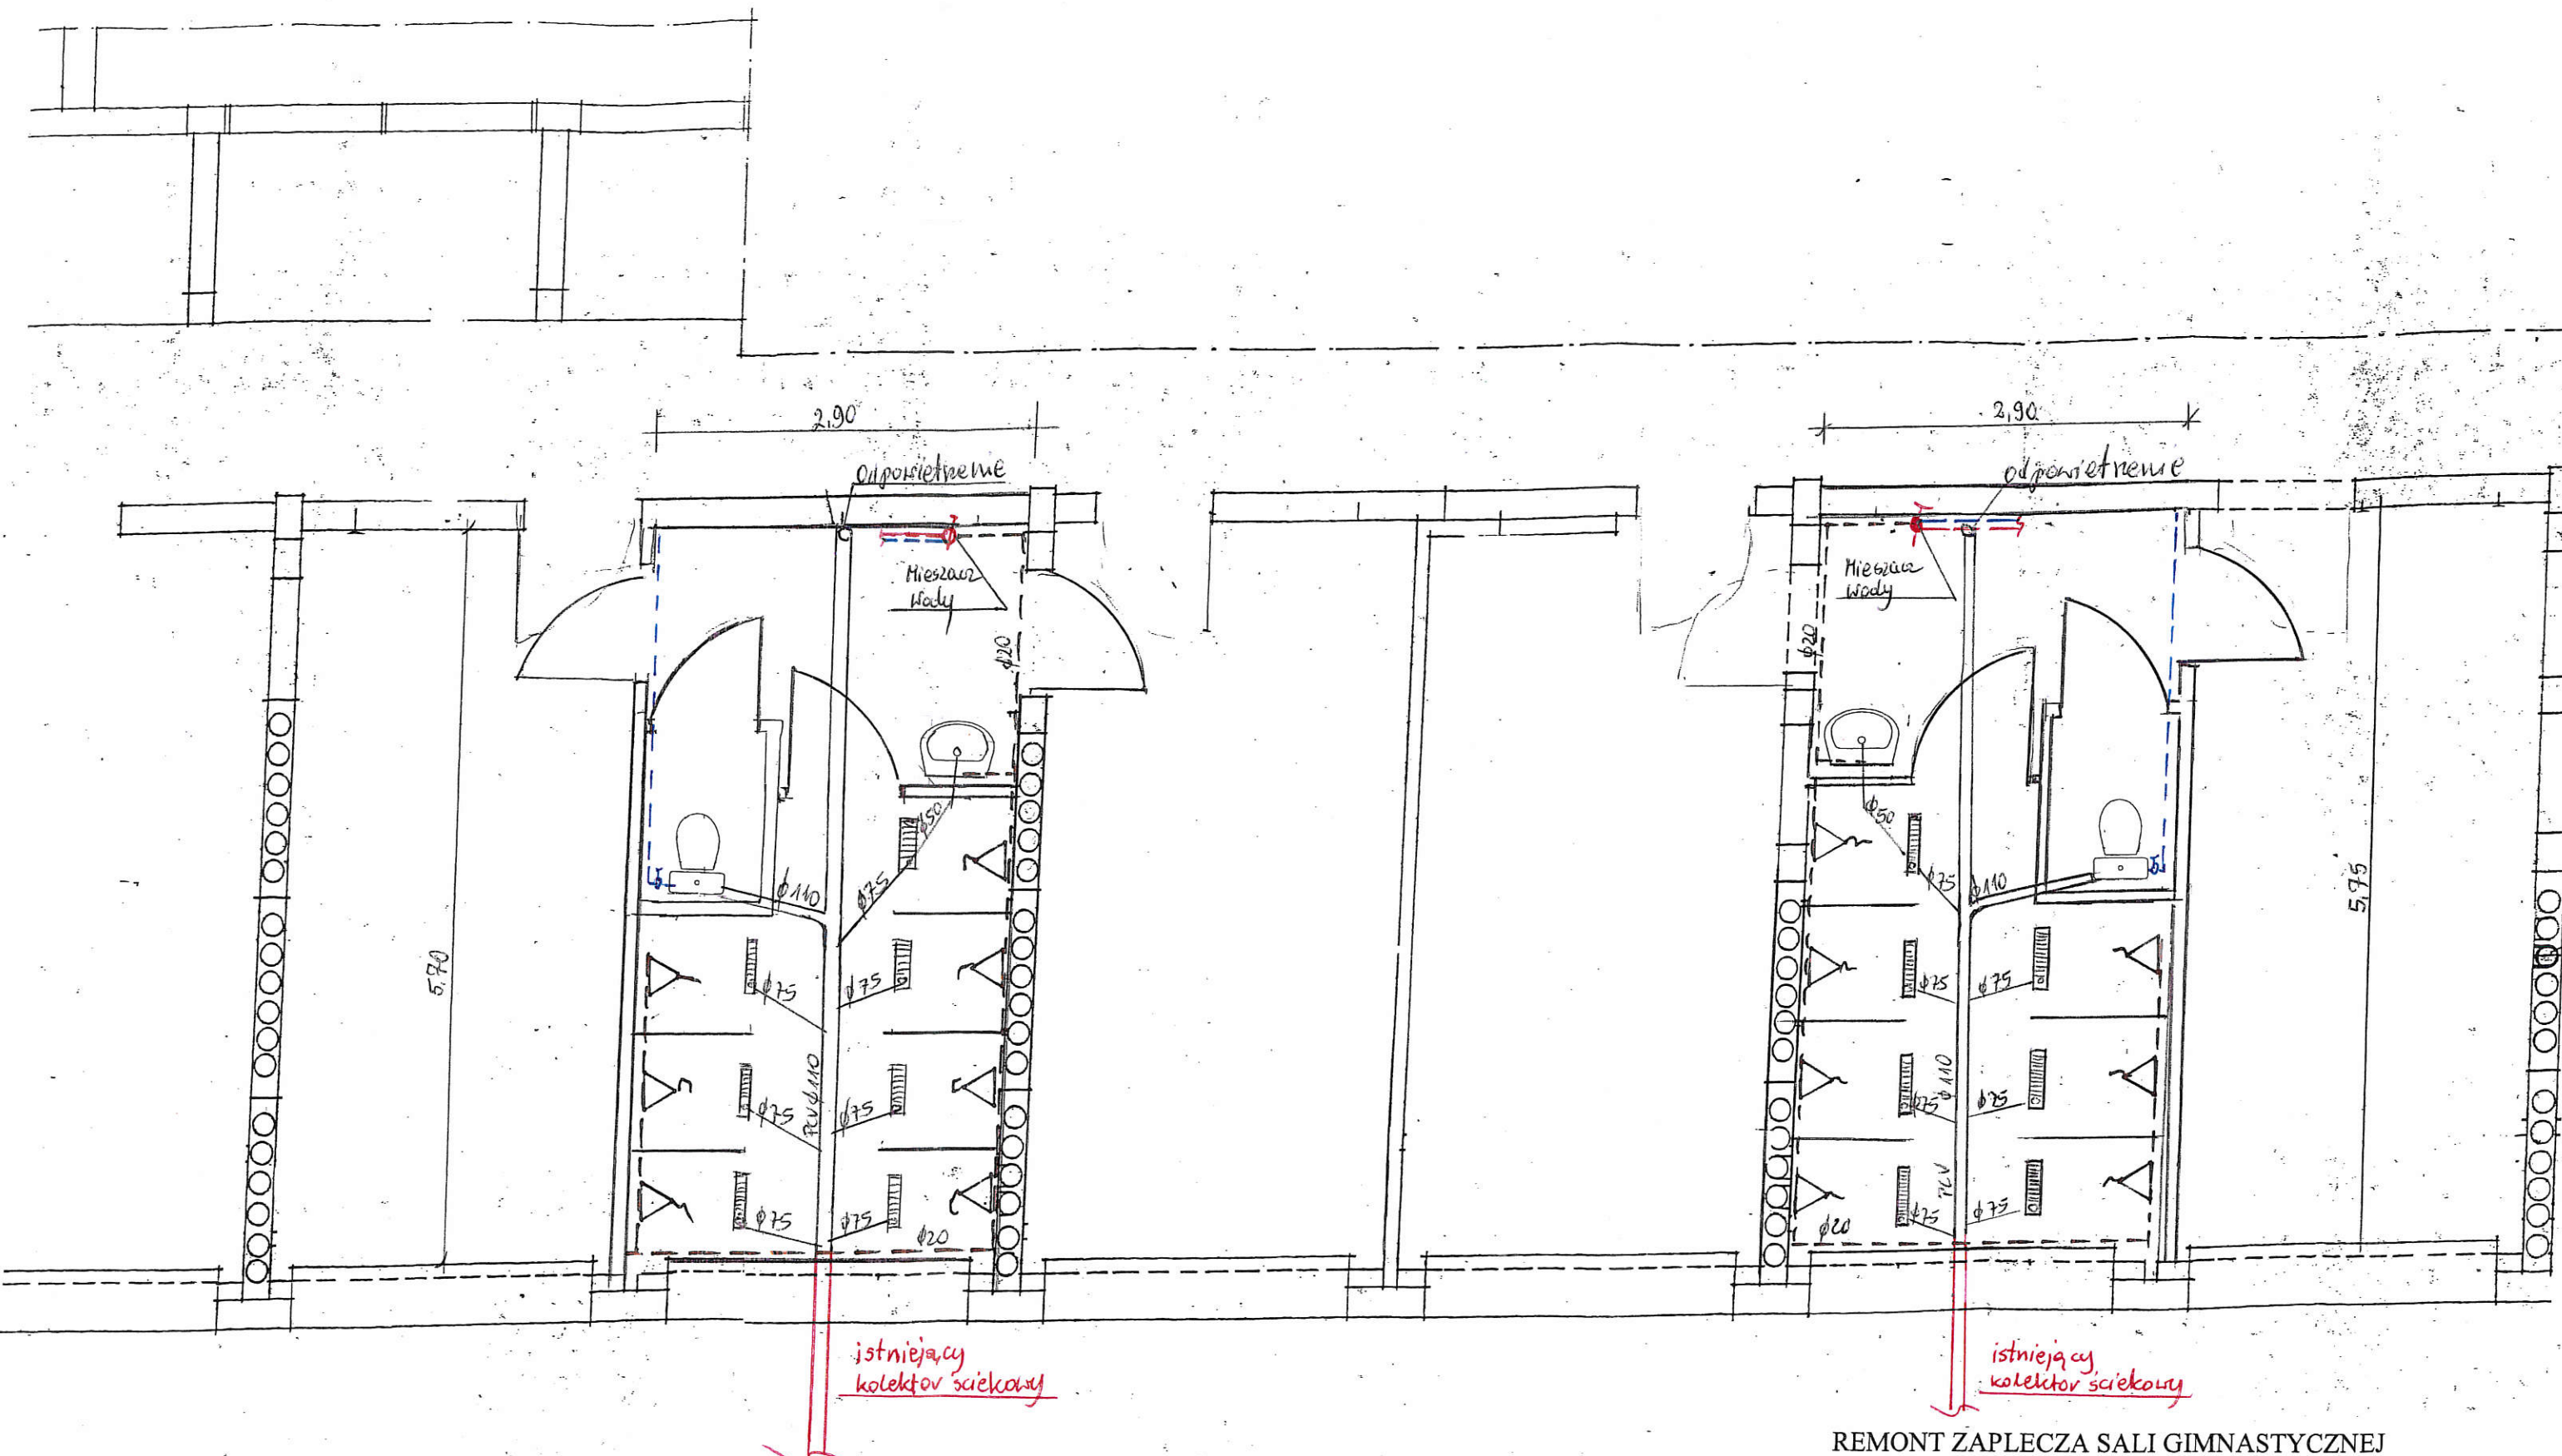 2,90
2,90
odpowietrzenie
odpowietrzenie
Mieszacz
Wody
Mieszacz
Wody
ϕ20
ϕ20
ϕ50
ϕ50
ϕ110
ϕ75
ϕ75
ϕ110
5,70
5,75
ϕ75
ϕ75
ϕ75
ϕ75
PCV ϕ110
ϕ75
ϕ75
PCV ϕ110
ϕ75
ϕ75
ϕ75
ϕ75
ϕ20
ϕ20
ϕ75
ϕ75
istniejący
kolektor ściekowy
istniejący
kolektor ściekowy
REMONT ZAPLECZA SALI GIMNASTYCZNEJ